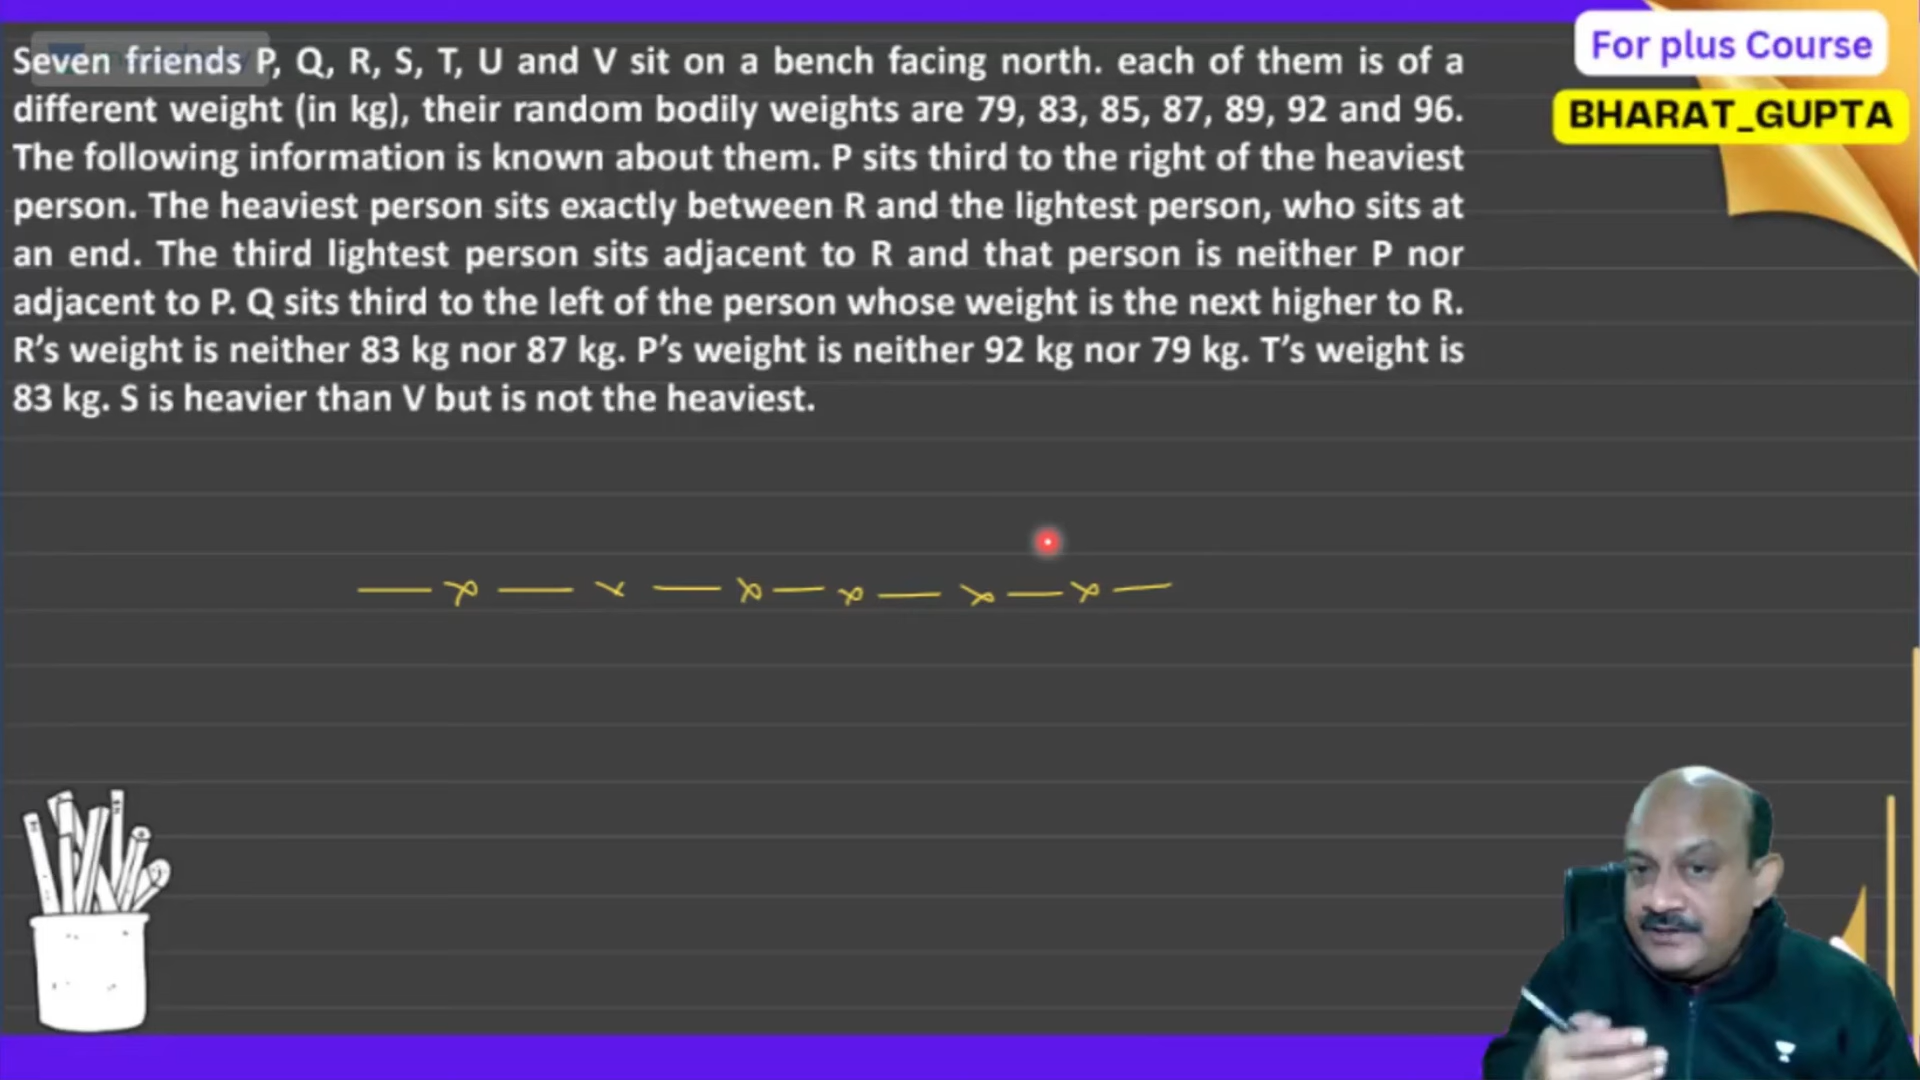 For plus Course
BHARAT_GUPTA
Seven friends P, Q, R, S, T, U and V sit on a bench facing north. each of them is of a
different weight (in kg), their random bodily weights are 79, 83, 85, 87, 89, 92 and 96.
The following information is known about them. P sits third to the right of the heaviest
person. The heaviest person sits exactly between R and the lightest person, who sits at
an end. The third lightest person sits adjacent to R and that person is neither P nor
adjacent to P. Q sits third to the left of the person whose weight is the next higher to R.
R’s weight is neither 83 kg nor 87 kg. P’s weight is neither 92 kg nor 79 kg. T’s weight is
83 kg. S is heavier than V but is not the heaviest.